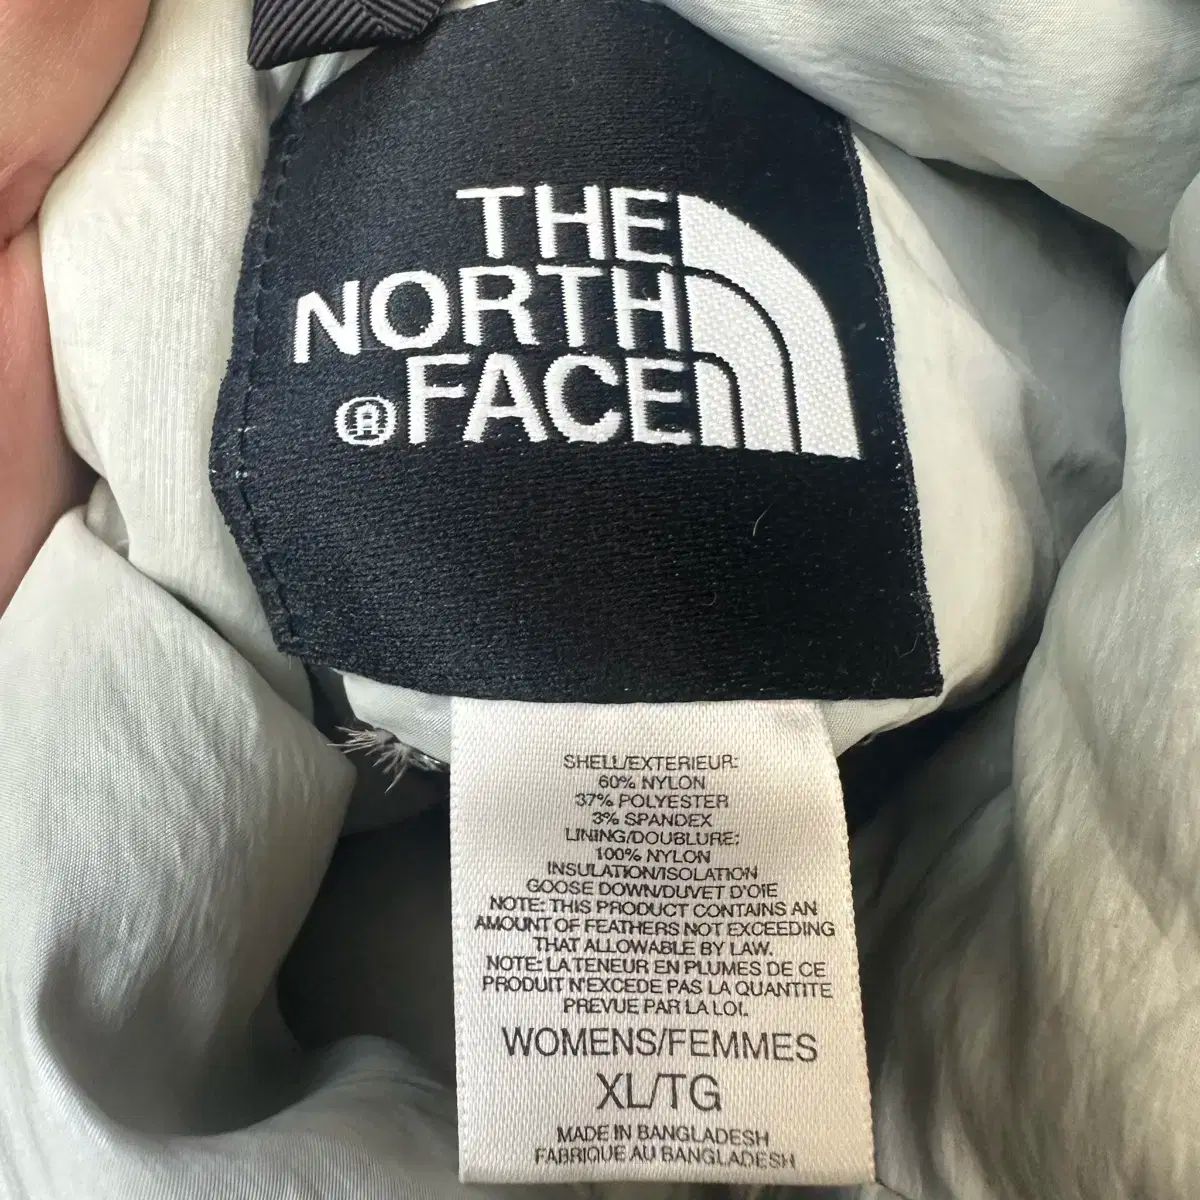 THE
NORTH
®FACE
SHELL/EXTERIEUR:
60% NYLON
37% POLYESTER
3% SPANDEX
LINING/DOUBLURE:
100% NYLON
INSULATION/ISOLATION
GOOSE DOWN/DUVET D'OIE
NOTE: THIS PRODUCT CONTAINS AN
AMOUNT OF FEATHERS NOT EXCEEDING
THAT ALLOWABLE BY LAW.
NOTE: LA TENEUR EN PLUMES DE CE
PRODUIT N'EXCEDE PAS LA QUANTITE
PREVUE PAR LA LOI.
WOMENS/FEMMES
XL/TG
MADE IN BANGLADESH
FABRIQUE AU BANGLADESH